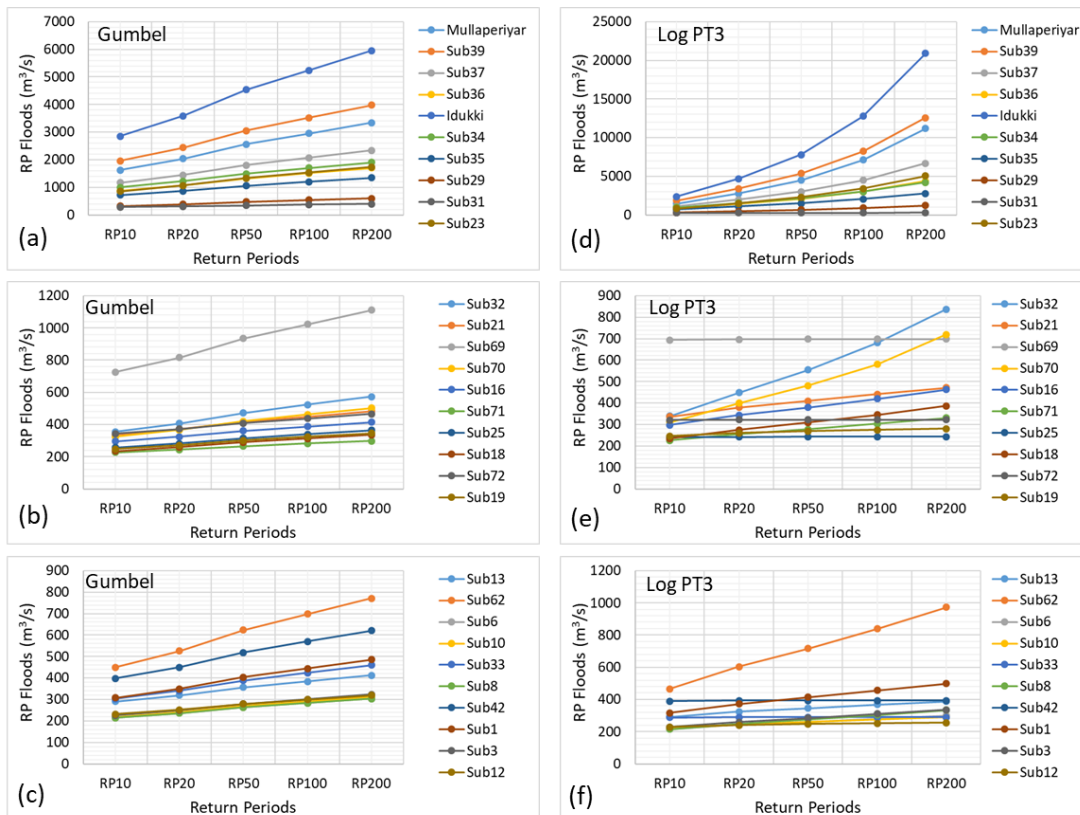 Gumbel
RP Floods (m³/s)
7000
6000
5000
4000
3000
2000
1000
0
RP10 RP20 RP50 RP100 RP200
Return Periods
(a)
Mullaperiyar
Sub39
Sub37
Sub36
Idukki
Sub34
Sub35
Sub29
Sub31
Sub23
Log PT3
RP Floods (m³/s)
25000
20000
15000
10000
5000
0
RP10 RP20 RP50 RP100 RP200
Return Periods
(d)
Mullaperiyar
Sub39
Sub37
Sub36
Idukki
Sub34
Sub35
Sub29
Sub31
Sub23
Gumbel
RP Floods (m³/s)
1200
1000
800
600
400
200
0
RP10 RP20 RP50 RP100 RP200
Return Periods
(b)
Sub32
Sub21
Sub69
Sub70
Sub16
Sub71
Sub25
Sub18
Sub72
Sub19
Log PT3
RP Floods (m³/s)
900
800
700
600
500
400
300
200
100
0
RP10 RP20 RP50 RP100 RP200
Return Periods
(e)
Sub32
Sub21
Sub69
Sub70
Sub16
Sub71
Sub25
Sub18
Sub72
Sub19
Gumbel
RP Floods (m³/s)
900
800
700
600
500
400
300
200
100
0
RP10 RP20 RP50 RP100 RP200
Return Periods
(c)
Sub13
Sub62
Sub6
Sub10
Sub33
Sub8
Sub42
Sub1
Sub3
Sub12
Log PT3
RP Floods (m³/s)
1200
1000
800
600
400
200
0
RP10 RP20 RP50 RP100 RP200
Return Periods
(f)
Sub13
Sub62
Sub6
Sub10
Sub33
Sub8
Sub42
Sub1
Sub3
Sub12